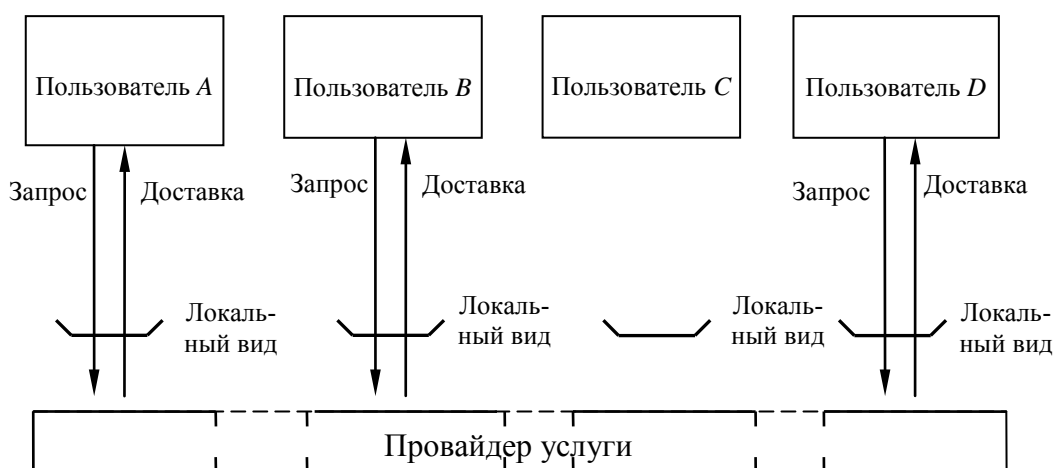 Пользователь A
Пользователь B
Пользователь C
Пользователь D
Запрос
Доставка
Запрос
Доставка
Запрос
Доставка
Локаль-
ный вид
Локаль-
ный вид
Локаль-
ный вид
Локаль-
ный вид
Провайдер услуги